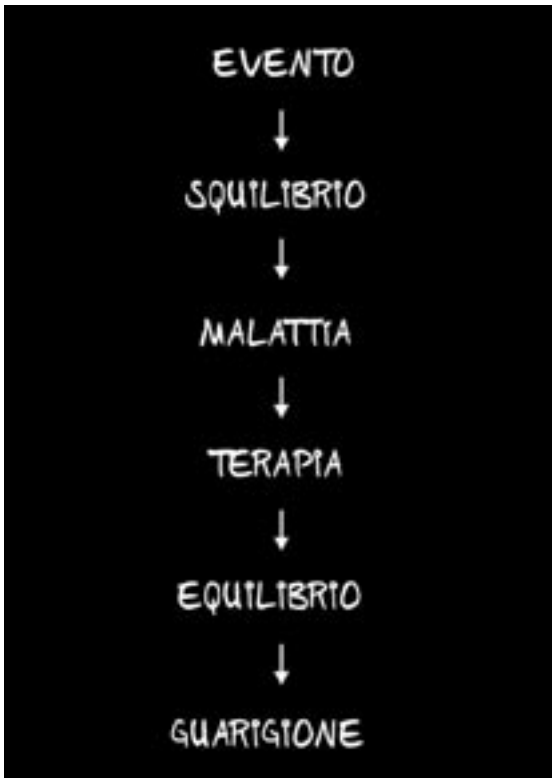 EVENTO
SQUILIBRIO
MALATTIA
TERAPIA
EQUILIBRIO
GUARIGIONE